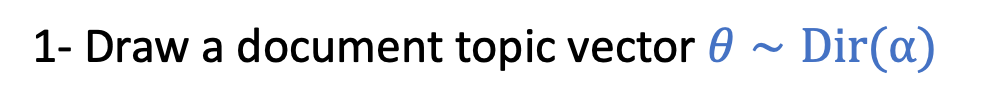 1- Draw a document topic vector θ ~ Dir(α)